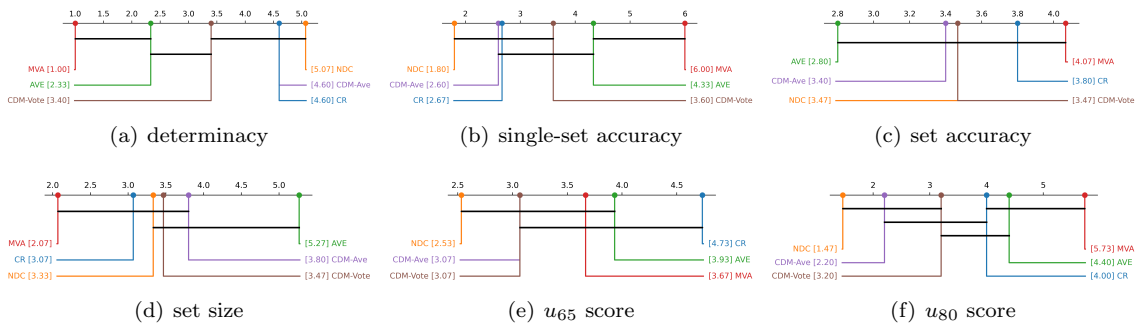 1.0 1.5 2.0 2.5 3.0 3.5 4.0 4.5 5.0
MVA [1.00] [5.07] NDC
AVE [2.33] [4.60] CDM-Ave
CDM-Vote [3.40] [4.60] CR
(a) determinacy
2 3 4 5 6
NDC [1.80] [6.00] MVA
CDM-Ave [2.60] [4.33] AVE
CR [2.67] [3.60] CDM-Vote
(b) single-set accuracy
2.8 3.0 3.2 3.4 3.6 3.8 4.0
AVE [2.80] [4.07] MVA
CDM-Ave [3.40] [3.80] CR
NDC [3.47] [3.47] CDM-Vote
(c) set accuracy
2.0 2.5 3.0 3.5 4.0 4.5 5.0
MVA [2.07] [5.27] AVE
CR [3.07] [3.80] CDM-Ave
NDC [3.33] [3.47] CDM-Vote
(d) set size
2.5 3.0 3.5 4.0 4.5
NDC [2.53] [4.73] CR
CDM-Ave [3.07] [3.93] AVE
CDM-Vote [3.07] [3.67] MVA
(e) u65 score
2 3 4 5
NDC [1.47] [5.73] MVA
CDM-Ave [2.20] [4.40] AVE
CDM-Vote [3.20] [4.00] CR
(f) u80 score